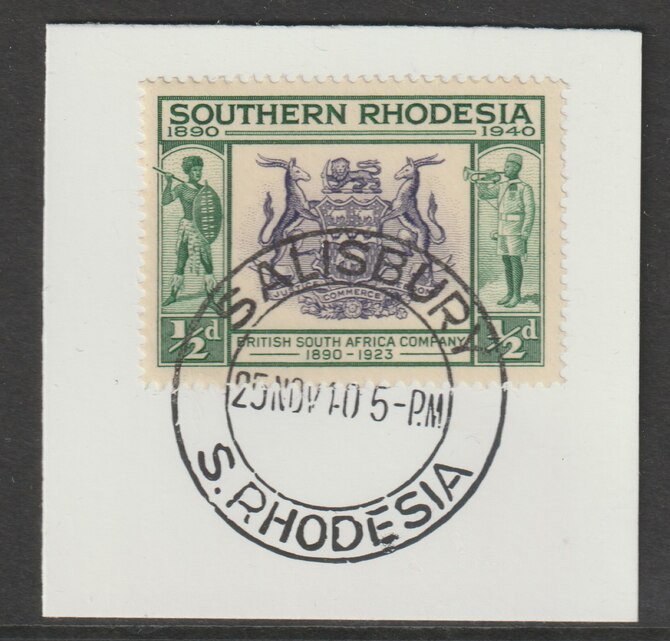 SOUTHERN RHODESIA
1890 1940
JUSTICE COMMERCE
½d ½d
BRITISH SOUTH AFRICA COMPANY
1890 - 1923
SALISBURY
25 NOV 40 5 - PM
S. RHODESIA